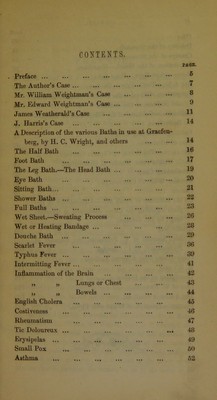 CONTENTS.
PAGE.
Preface ... ... ... ... ... ... ... 5
The Author's Case ... ... ... ... ... ... 7
Mr. William Weightman's Case ... ... ... ... 8
Mr. Edward Weightman's Case ... ... ... ... 9
James Weatherald's Case ... ... ... ... 11
J. Harris's Case ... ... ... ... ... ... 14
A Description of the various Baths in use at Graefen-
berg, by H. C. Wright, and others ... ... 14
The Half Bath ... ... ... ... ... ... 16
Foot Bath ... ... ... ... ... ... ... 17
The Leg Bath.—The Head Bath ... ... ... ... 19
Eye Bath ... ... ... ... ... ... ... 20
Sitting Bath ... ... ... ... ... ... ... 21
Shower Baths ... ... ... ... ... ... 22
Full Baths ... ... ... ... ... ... ... 23
Wet Sheet.—Sweating Process ... ... ... 26
Wet or Heating Bandage ... ... ... ... ... 28
Douche Bath ... ... ... ... ... ... 29
Scarlet Fever ... ... ... ... ... ... 36
Typhus Fever ... ... ... ... ... ... 39
Intermitting Fever ... ... ... ... ... ... 41
Inflammation of the Brain ... ... ... ... 42
„ „ Lungs or Chest ... ... ... 43
„ „ Bowels ... ... ... ... 44
English Cholera ... ... ... ... ... 45
Costiveness ... ... ... ... ... ... 46
Rheumatism ... ... ... ... ... ... 47
Tic Doloureux ... ... ... ... ... ... 48
Erysipelas ... ... ... ... ... ... ... 49
Small Pox ... ... ... ... ... ... 50
Asthma ... ... ... ... ... ... 52